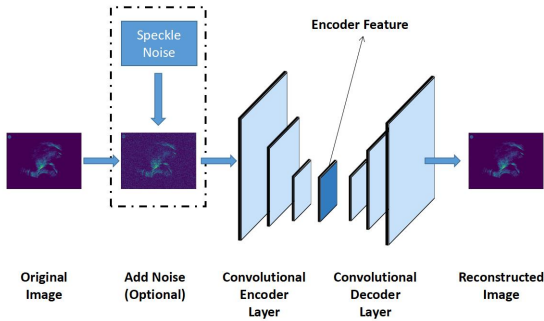 Encoder Feature
Speckle
Noise
Original
Image
Add Noise
(Optional)
Convolutional
Encoder
Layer
Convolutional
Decoder
Layer
Reconstructed
Image